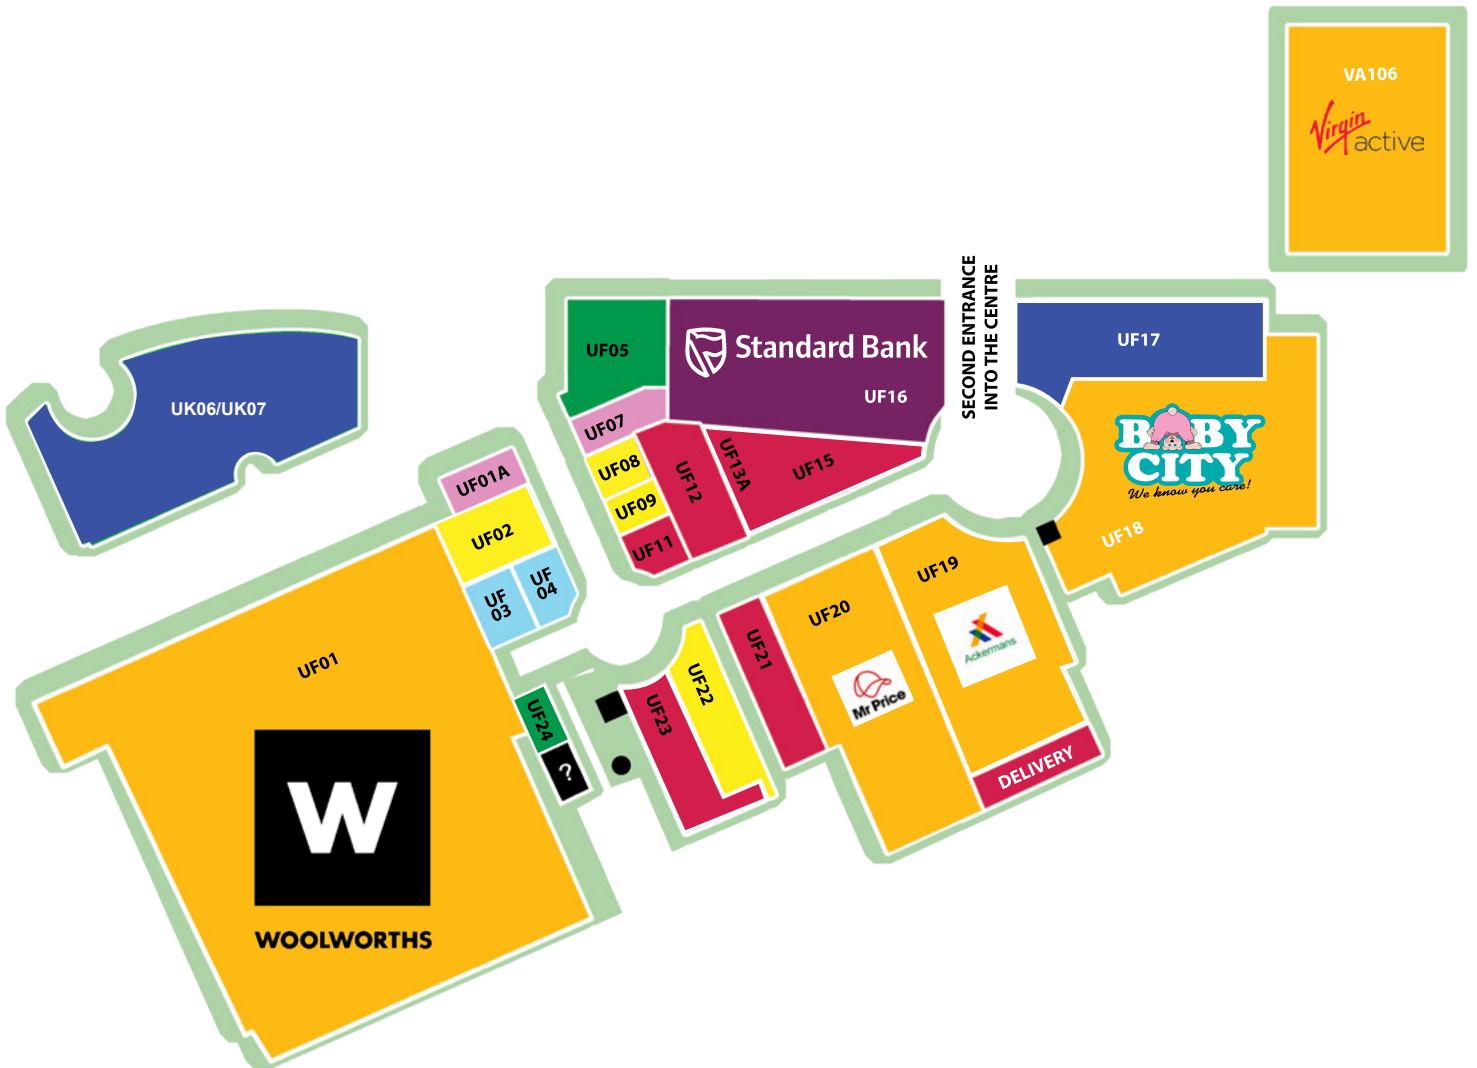 VA106
Virgin
active
SECOND ENTRANCE
INTO THE CENTRE
UF05
Standard Bank
UF16
UF17
UK06/UK07
UF07
UF08
UF09
UF11
UF12
UF13A
UF15
BABY
CITY
We know you care!
UF18
UF01A
UF02
UF
03
UF
04
UF01
W
WOOLWORTHS
UF24
?
UF23
UF22
UF21
UF20
Mr Price
UF19
Ackermans
DELIVERY